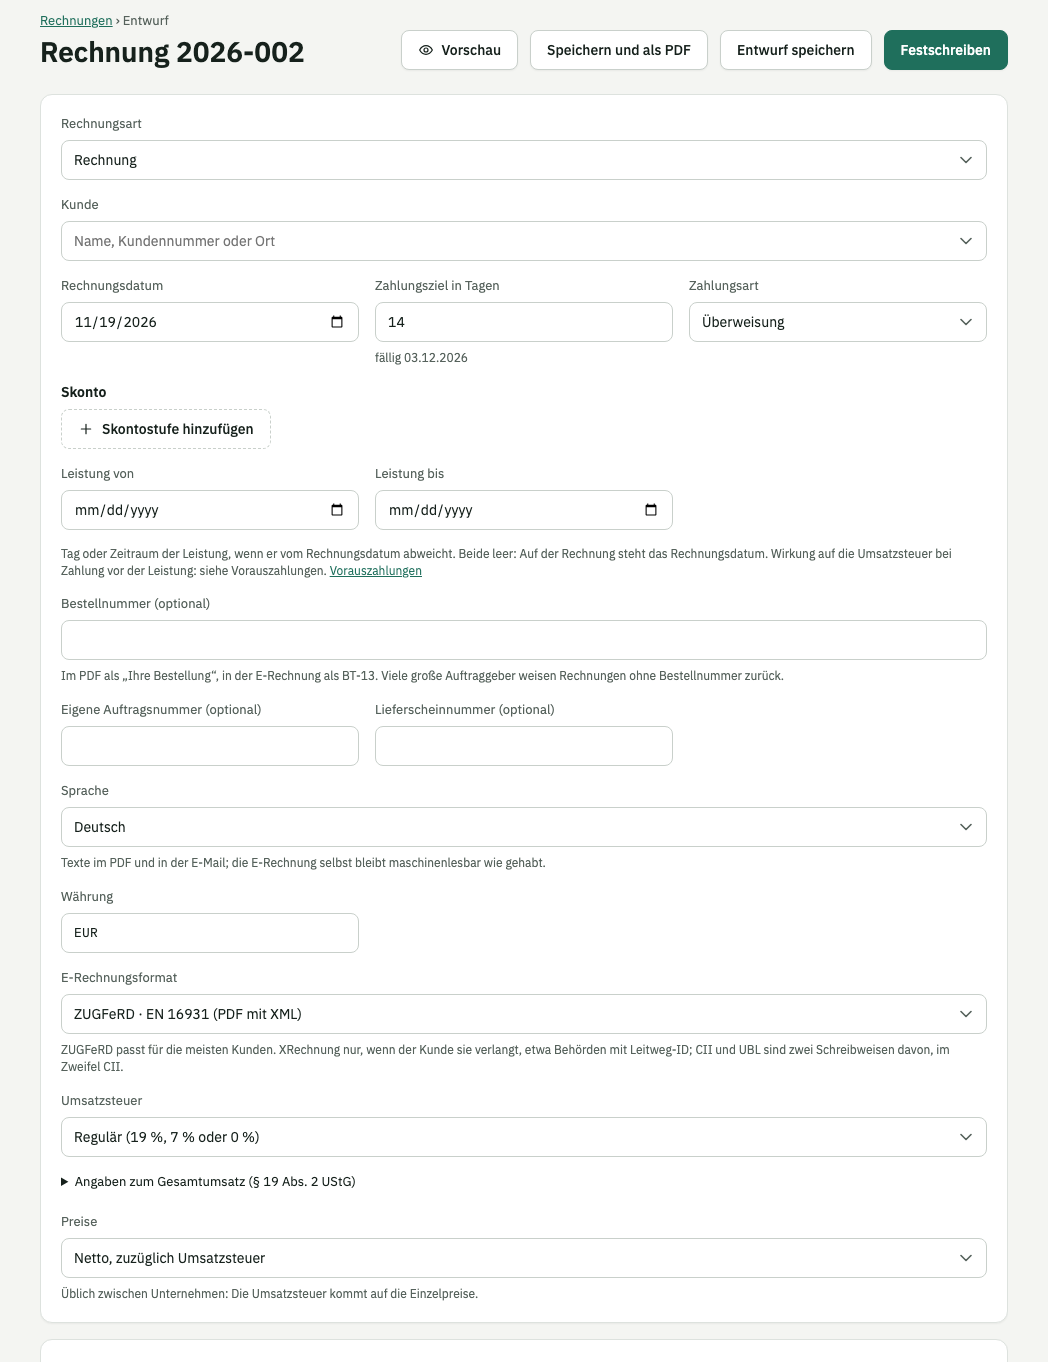 Rechnungen › Entwurf
Rechnung 2026-002
Vorschau
Speichern und als PDF
Entwurf speichern
Festschreiben
Rechnungsart
Rechnung
Kunde
Name, Kundennummer oder Ort
Rechnungsdatum
11/19/2026
Zahlungsziel in Tagen
14
fällig 03.12.2026
Zahlungsart
Überweisung
Skonto
Skontostufe hinzufügen
Leistung von
mm/dd/yyyy
Leistung bis
mm/dd/yyyy
Tag oder Zeitraum der Leistung, wenn er vom Rechnungsdatum abweicht. Beide leer: Auf der Rechnung steht das Rechnungsdatum. Wirkung auf die Umsatzsteuer bei
Zahlung vor der Leistung: siehe Vorauszahlungen. Vorauszahlungen
Bestellnummer (optional)
Im PDF als „Ihre Bestellung“, in der E-Rechnung als BT-13. Viele große Auftraggeber weisen Rechnungen ohne Bestellnummer zurück.
Eigene Auftragsnummer (optional)
Lieferscheinnummer (optional)
Sprache
Deutsch
Texte im PDF und in der E-Mail; die E-Rechnung selbst bleibt maschinenlesbar wie gehabt.
Währung
EUR
E-Rechnungsformat
ZUGFeRD · EN 16931 (PDF mit XML)
ZUGFeRD passt für die meisten Kunden. XRechnung nur, wenn der Kunde sie verlangt, etwa Behörden mit Leitweg-ID; CII und UBL sind zwei Schreibweisen davon, im
Zweifel CII.
Umsatzsteuer
Regulär (19 %, 7 % oder 0 %)
Angaben zum Gesamtumsatz (§ 19 Abs. 2 UStG)
Preise
Netto, zuzüglich Umsatzsteuer
Üblich zwischen Unternehmen: Die Umsatzsteuer kommt auf die Einzelpreise.